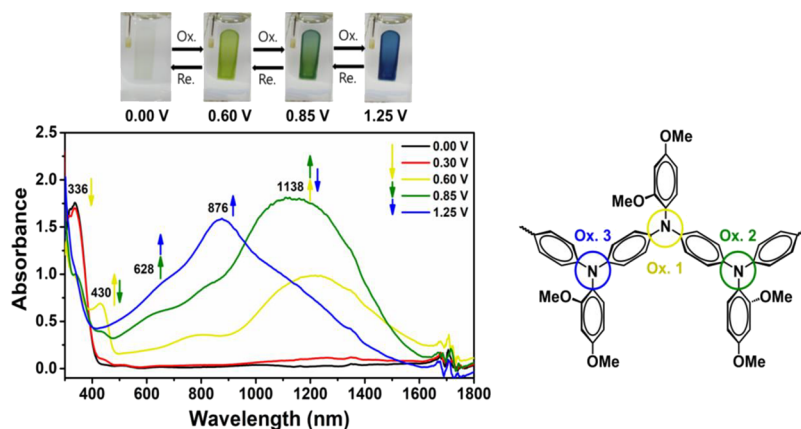 Ox. Ox. Ox.
Re. Re. Re.
0.00 V 0.60 V 0.85 V 1.25 V
2.5
2.0
1.5
1.0
0.5
0.0
Absorbance
336
430
628
876
1138
0.00 V
0.30 V
0.60 V
0.85 V
1.25 V
400 600 800 1000 1200 1400 1600 1800
Wavelength (nm)
OMe
MeO
Ox. 3 N Ox. 2
Ox. 1
N N
MeO MeO
OMe OMe